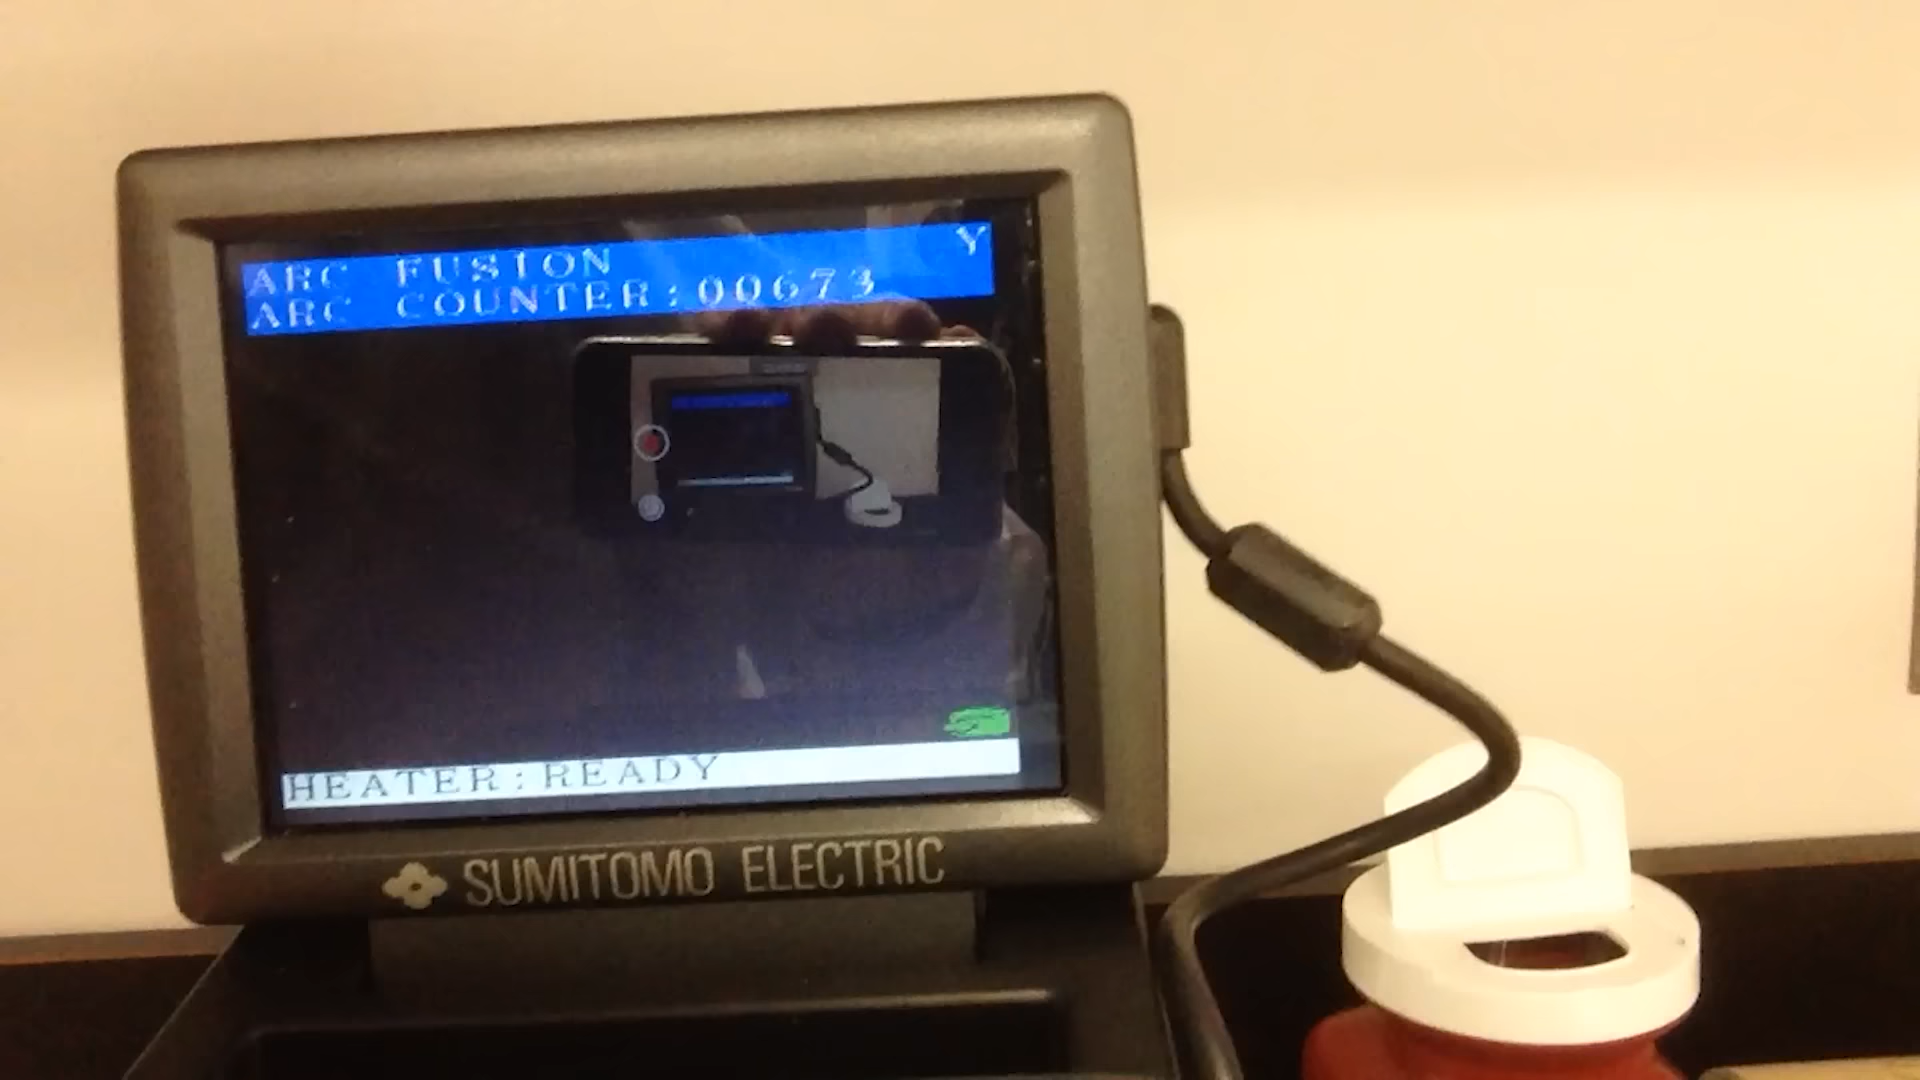 ARC FUSION Y
ARC COUNTER:00673
HEATER:READY
SUMITOMO ELECTRIC